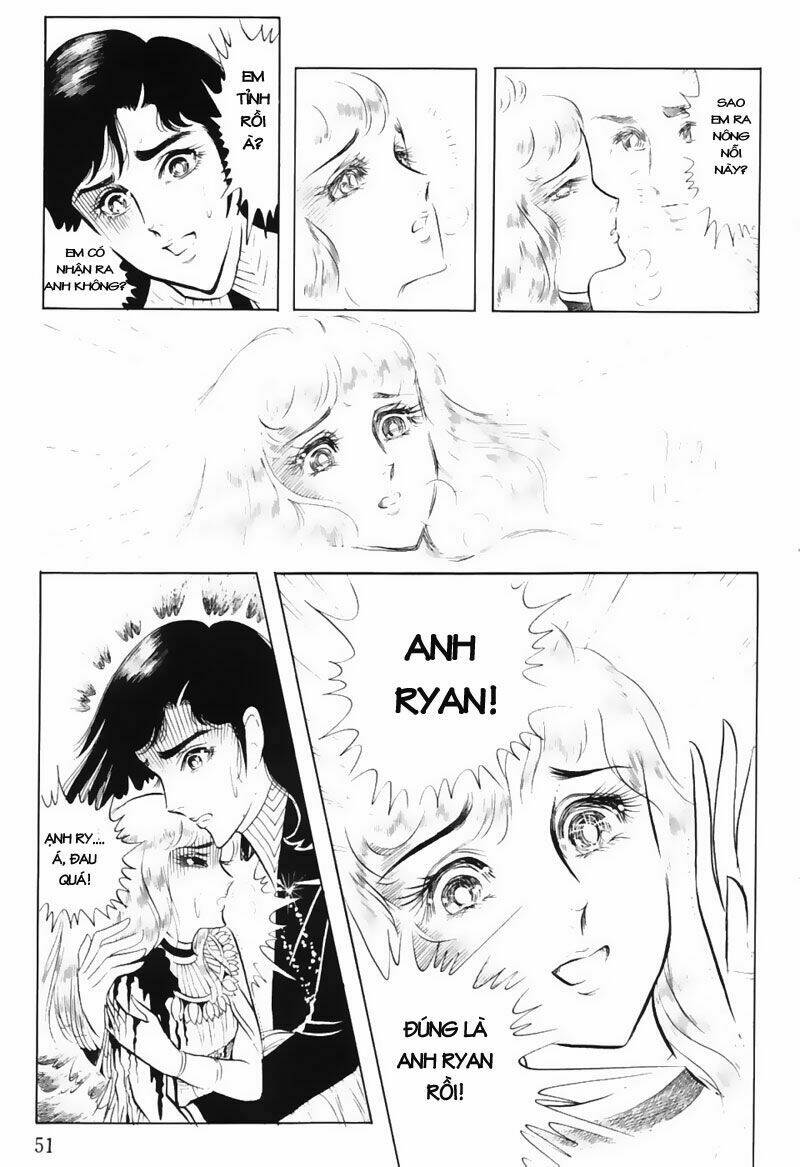 EM
TỈNH
RỒI
À?
EM CÓ
NHẬN RA
ANH KHÔNG?
SAO
EM RA
NÔNG
NỖI
NÀY?
ANH
RYAN!
ẠNH RY....
Á, ĐAU
QUÁ!
ĐÚNG LÀ
ANH RYAN
RỒI!
51